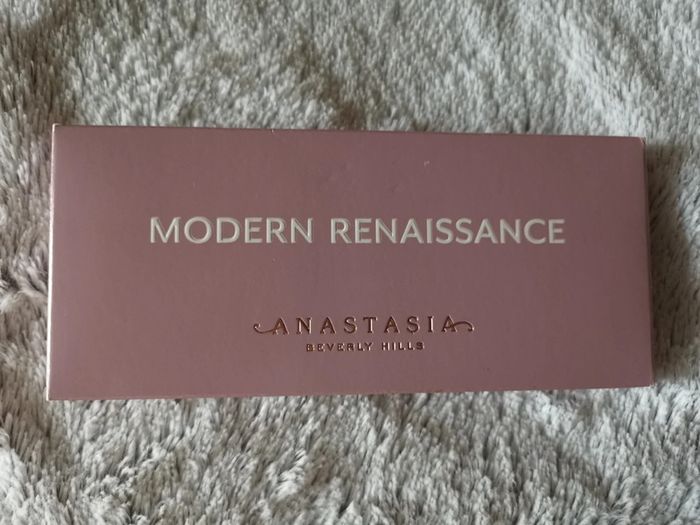 MODERN RENAISSANCE
ANASTASIA
BEVERLY HILLS